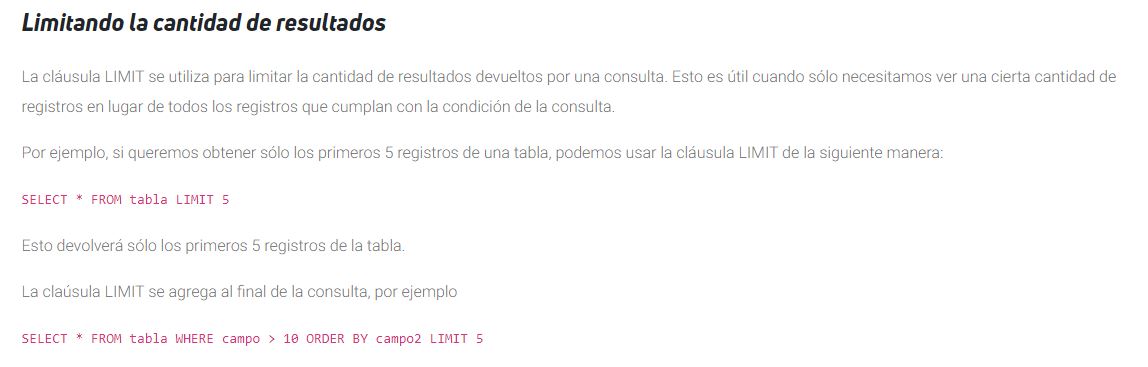 Limitando la cantidad de resultados
La cláusula LIMIT se utiliza para limitar la cantidad de resultados devueltos por una consulta. Esto es útil cuando sólo necesitamos ver una cierta cantidad de
registros en lugar de todos los registros que cumplan con la condición de la consulta.
Por ejemplo, si queremos obtener sólo los primeros 5 registros de una tabla, podemos usar la cláusula LIMIT de la siguiente manera:
SELECT * FROM tabla LIMIT 5
Esto devolverá sólo los primeros 5 registros de la tabla.
La claúsula LIMIT se agrega al final de la consulta, por ejemplo
SELECT * FROM tabla WHERE campo > 10 ORDER BY campo2 LIMIT 5